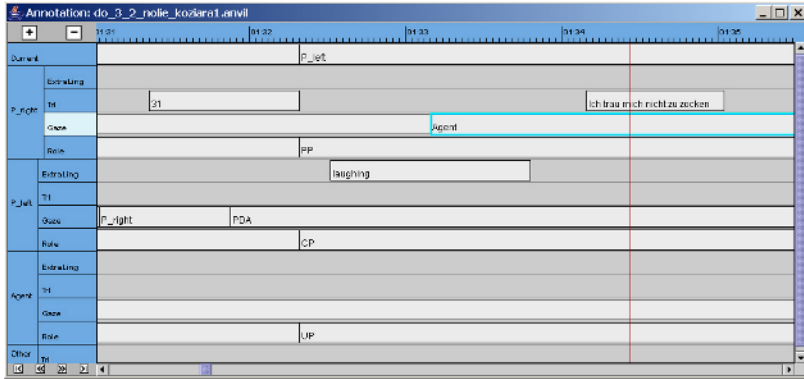 Annotation: do_3_2_nolie_koziara1.anvil
+ - 01:31 01:32 01:33 01:34 01:35
Current P_left
P_right
ExtraLing
Trl 31 Ich trau mich nicht zu zocken
Gaze Agent
Role PP
P_left
ExtraLing laughing
Trl
Gaze P_right PDA
Role CP
Agent
ExtraLing
Trl
Gaze
Role UP
Other
Trl